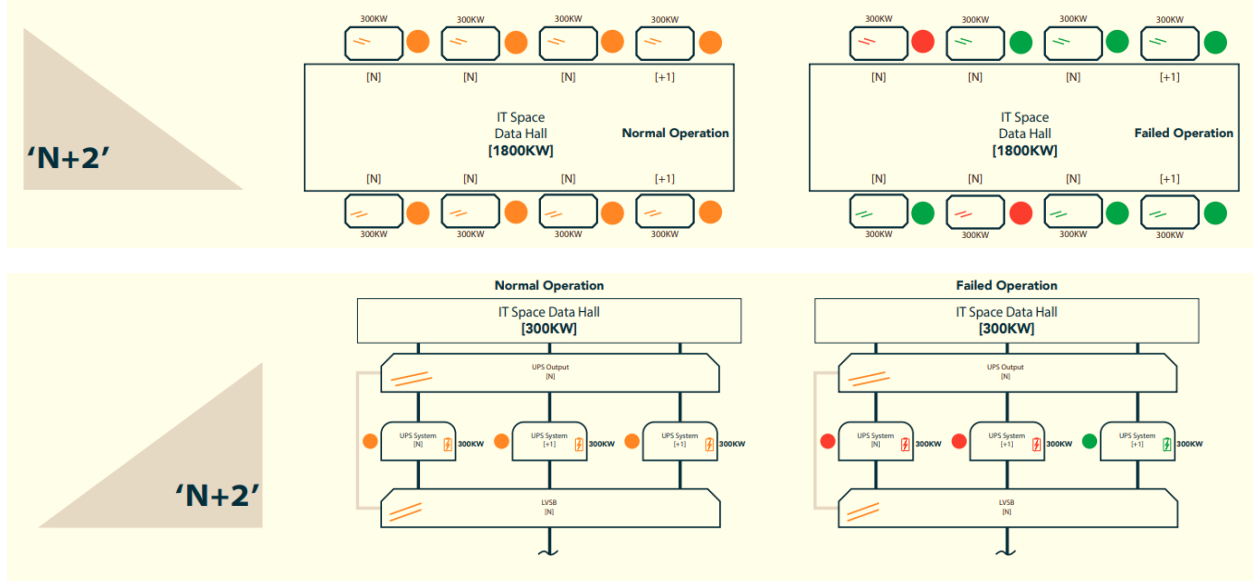 300KW 300KW 300KW 300KW
[N] [N] [N] [+1]
‘N+2’
IT Space
Data Hall
[1800KW]
Normal Operation
[N] [N] [N] [+1]
300KW 300KW 300KW 300KW
300KW 300KW 300KW 300KW
[N] [N] [N] [+1]
IT Space
Data Hall
[1800KW]
Failed Operation
[N] [N] [N] [+1]
300KW 300KW 300KW 300KW
‘N+2’
Normal Operation
IT Space Data Hall
[300KW]
UPS Output
[N]
UPS System
[N]
300KW
UPS System
[+1]
300KW
UPS System
[+1]
300KW
LVSB
[N]
Failed Operation
IT Space Data Hall
[300KW]
UPS Output
[N]
UPS System
[N]
300KW
UPS System
[+1]
300KW
UPS System
[+1]
300KW
LVSB
[N]